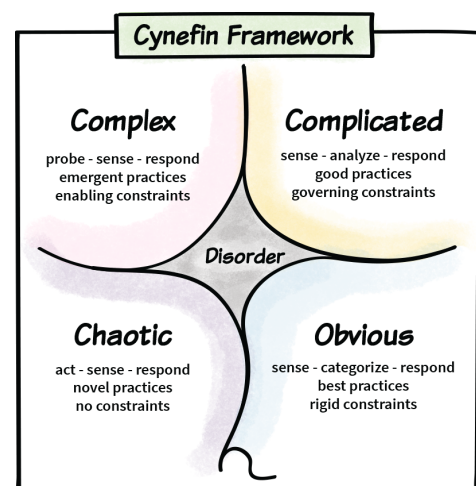 Cynefin Framework
Complex
probe - sense - respond
emergent practices
enabling constraints
Complicated
sense - analyze - respond
good practices
governing constraints
Disorder
Chaotic
act - sense - respond
novel practices
no constraints
Obvious
sense - categorize - respond
best practices
rigid constraints